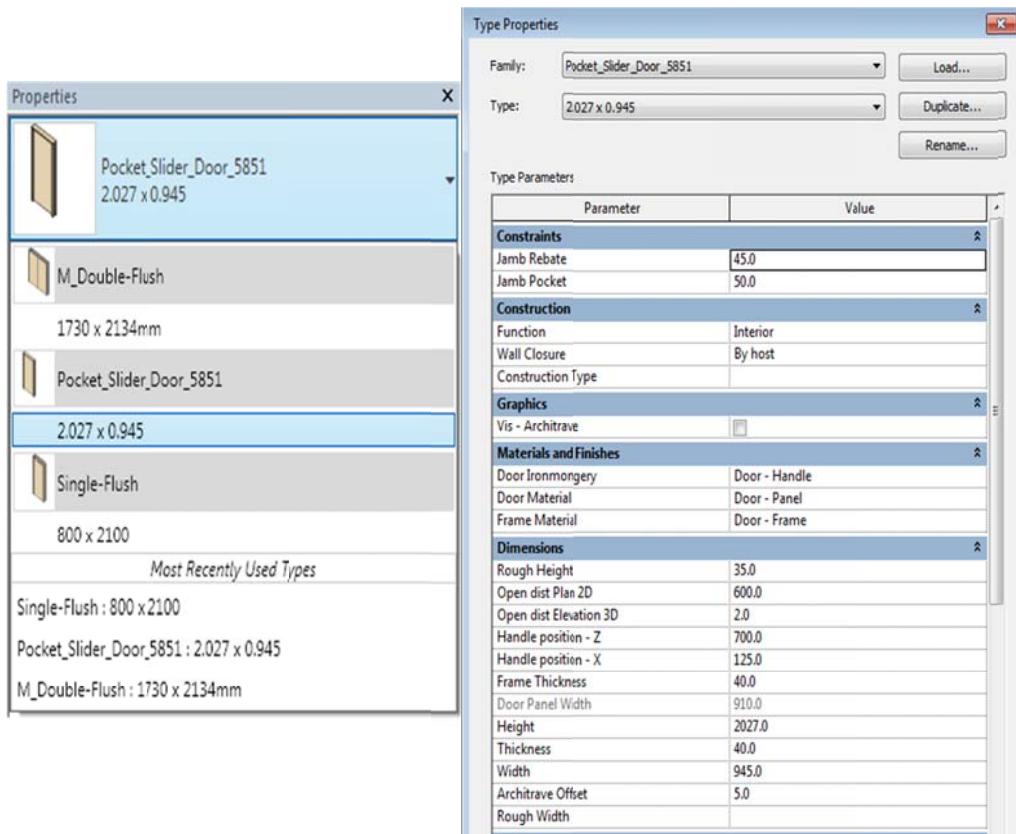 Properties X
Pocket_Slider_Door_5851
2.027 x 0.945
M_Double-Flush
1730 x 2134mm
Pocket_Slider_Door_5851
2.027 x 0.945
Single-Flush
800 x 2100
Most Recently Used Types
Single-Flush : 800 x 2100
Pocket_Slider_Door_5851 : 2.027 x 0.945
M_Double-Flush : 1730 x 2134mm
Type Properties
Family: Pocket_Slider_Door_5851 Load...
Type: 2.027 x 0.945 Duplicate...
Rename...
Type Parameters
Parameter Value
Constraints
Jamb Rebate 45.0
Jamb Pocket 50.0
Construction
Function Interior
Wall Closure By host
Construction Type
Graphics
Vis - Architrave
Materials and Finishes
Door Ironmongery Door - Handle
Door Material Door - Panel
Frame Material Door - Frame
Dimensions
Rough Height 35.0
Open dist Plan 2D 600.0
Open dist Elevation 3D 2.0
Handle position - Z 700.0
Handle position - X 125.0
Frame Thickness 40.0
Door Panel Width 910.0
Height 2027.0
Thickness 40.0
Width 945.0
Architrave Offset 5.0
Rough Width